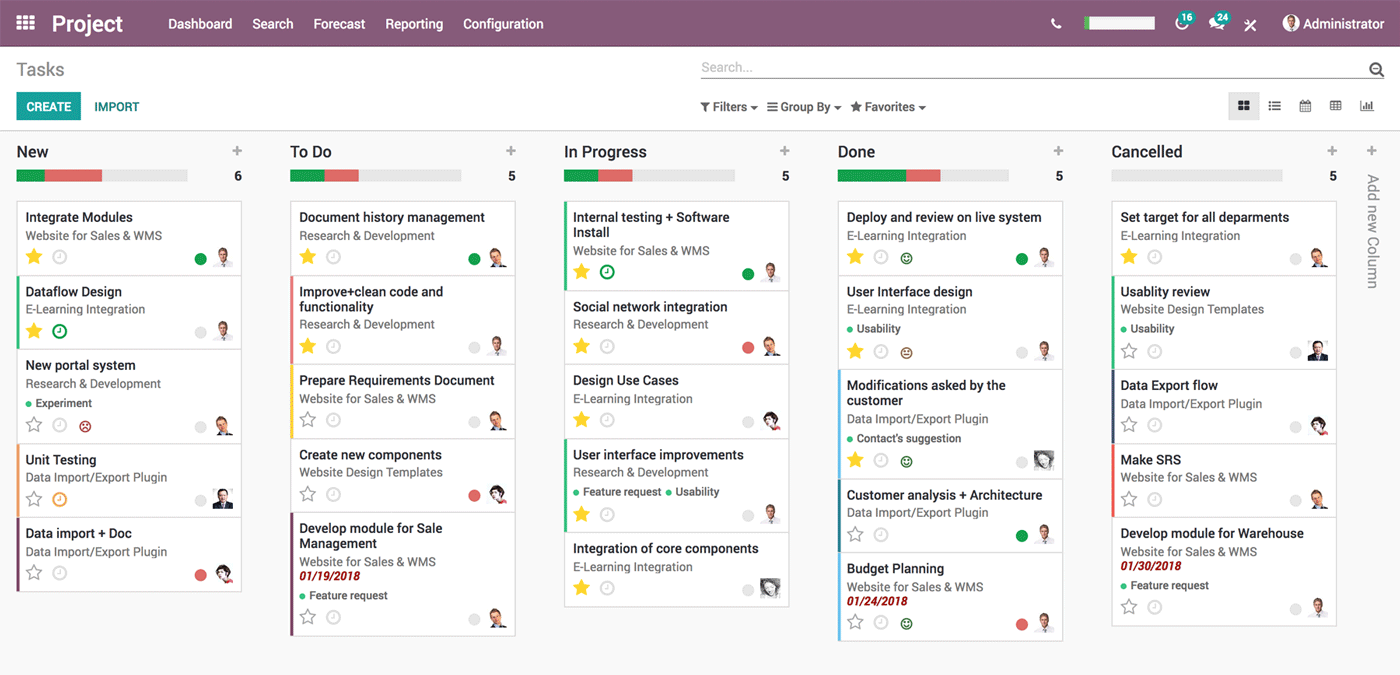 Project
Dashboard
Search
Forecast
Reporting
Configuration
16
24
Administrator
Tasks
Search...
CREATE
IMPORT
Filters
Group By
Favorites
New
6
Integrate Modules
Website for Sales & WMS
Dataflow Design
E-Learning Integration
New portal system
Research & Development
Experiment
Unit Testing
Data Import/Export Plugin
Data import + Doc
Data Import/Export Plugin
To Do
5
Document history management
Research & Development
Improve+clean code and
functionality
Research & Development
Prepare Requirements Document
Website for Sales & WMS
Create new components
Website Design Templates
Develop module for Sale
Management
Website for Sales & WMS
01/19/2018
Feature request
In Progress
5
Internal testing + Software
Install
Website for Sales & WMS
Social network integration
Research & Development
Design Use Cases
E-Learning Integration
User interface improvements
Research & Development
Feature request Usability
Integration of core components
E-Learning Integration
Done
5
Deploy and review on live system
E-Learning Integration
User Interface design
E-Learning Integration
Usability
Modifications asked by the
customer
Data Import/Export Plugin
Contact's suggestion
Customer analysis + Architecture
Data Import/Export Plugin
Budget Planning
Website for Sales & WMS
01/24/2018
Cancelled
5
Set target for all deparments
E-Learning Integration
Usablity review
Website Design Templates
Usability
Data Export flow
Data Import/Export Plugin
Make SRS
Website for Sales & WMS
Develop module for Warehouse
Website for Sales & WMS
01/30/2018
Feature request
Add new Column